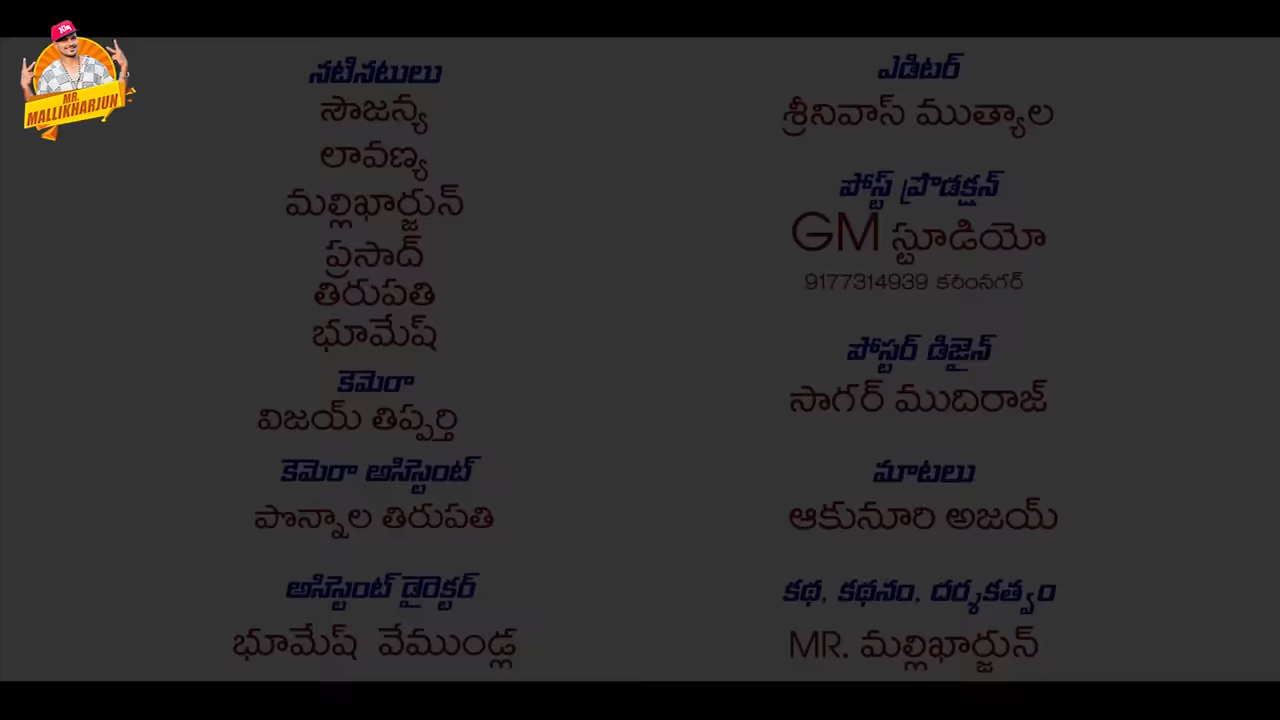 MR.
MALLIKHARJUN
నటినటులు
సౌజన్య
లావణ్య
మల్లిఖార్జున్
ప్రసాద్
తిరుపతి
భూమేష్
కెమెరా
విజయ్ తిప్పర్తి
కెమెరా అసిస్టెంట్
పొన్నాల తిరుపతి
అసిస్టెంట్ డైరెక్టర్
భూమేష్ వేముండ్ల
ఎడిటర్
శ్రీనివాస్ ముత్యాల
పోస్ట్ ప్రొడక్షన్
GM స్టూడియో
9177314939 కరీంనగర్
పోస్టర్ డిజైన్
సాగర్ ముదిరాజ్
మాటలు
ఆకునూరి అజయ్
కథ, కథనం, దర్శకత్వం
MR. మల్లిఖార్జున్